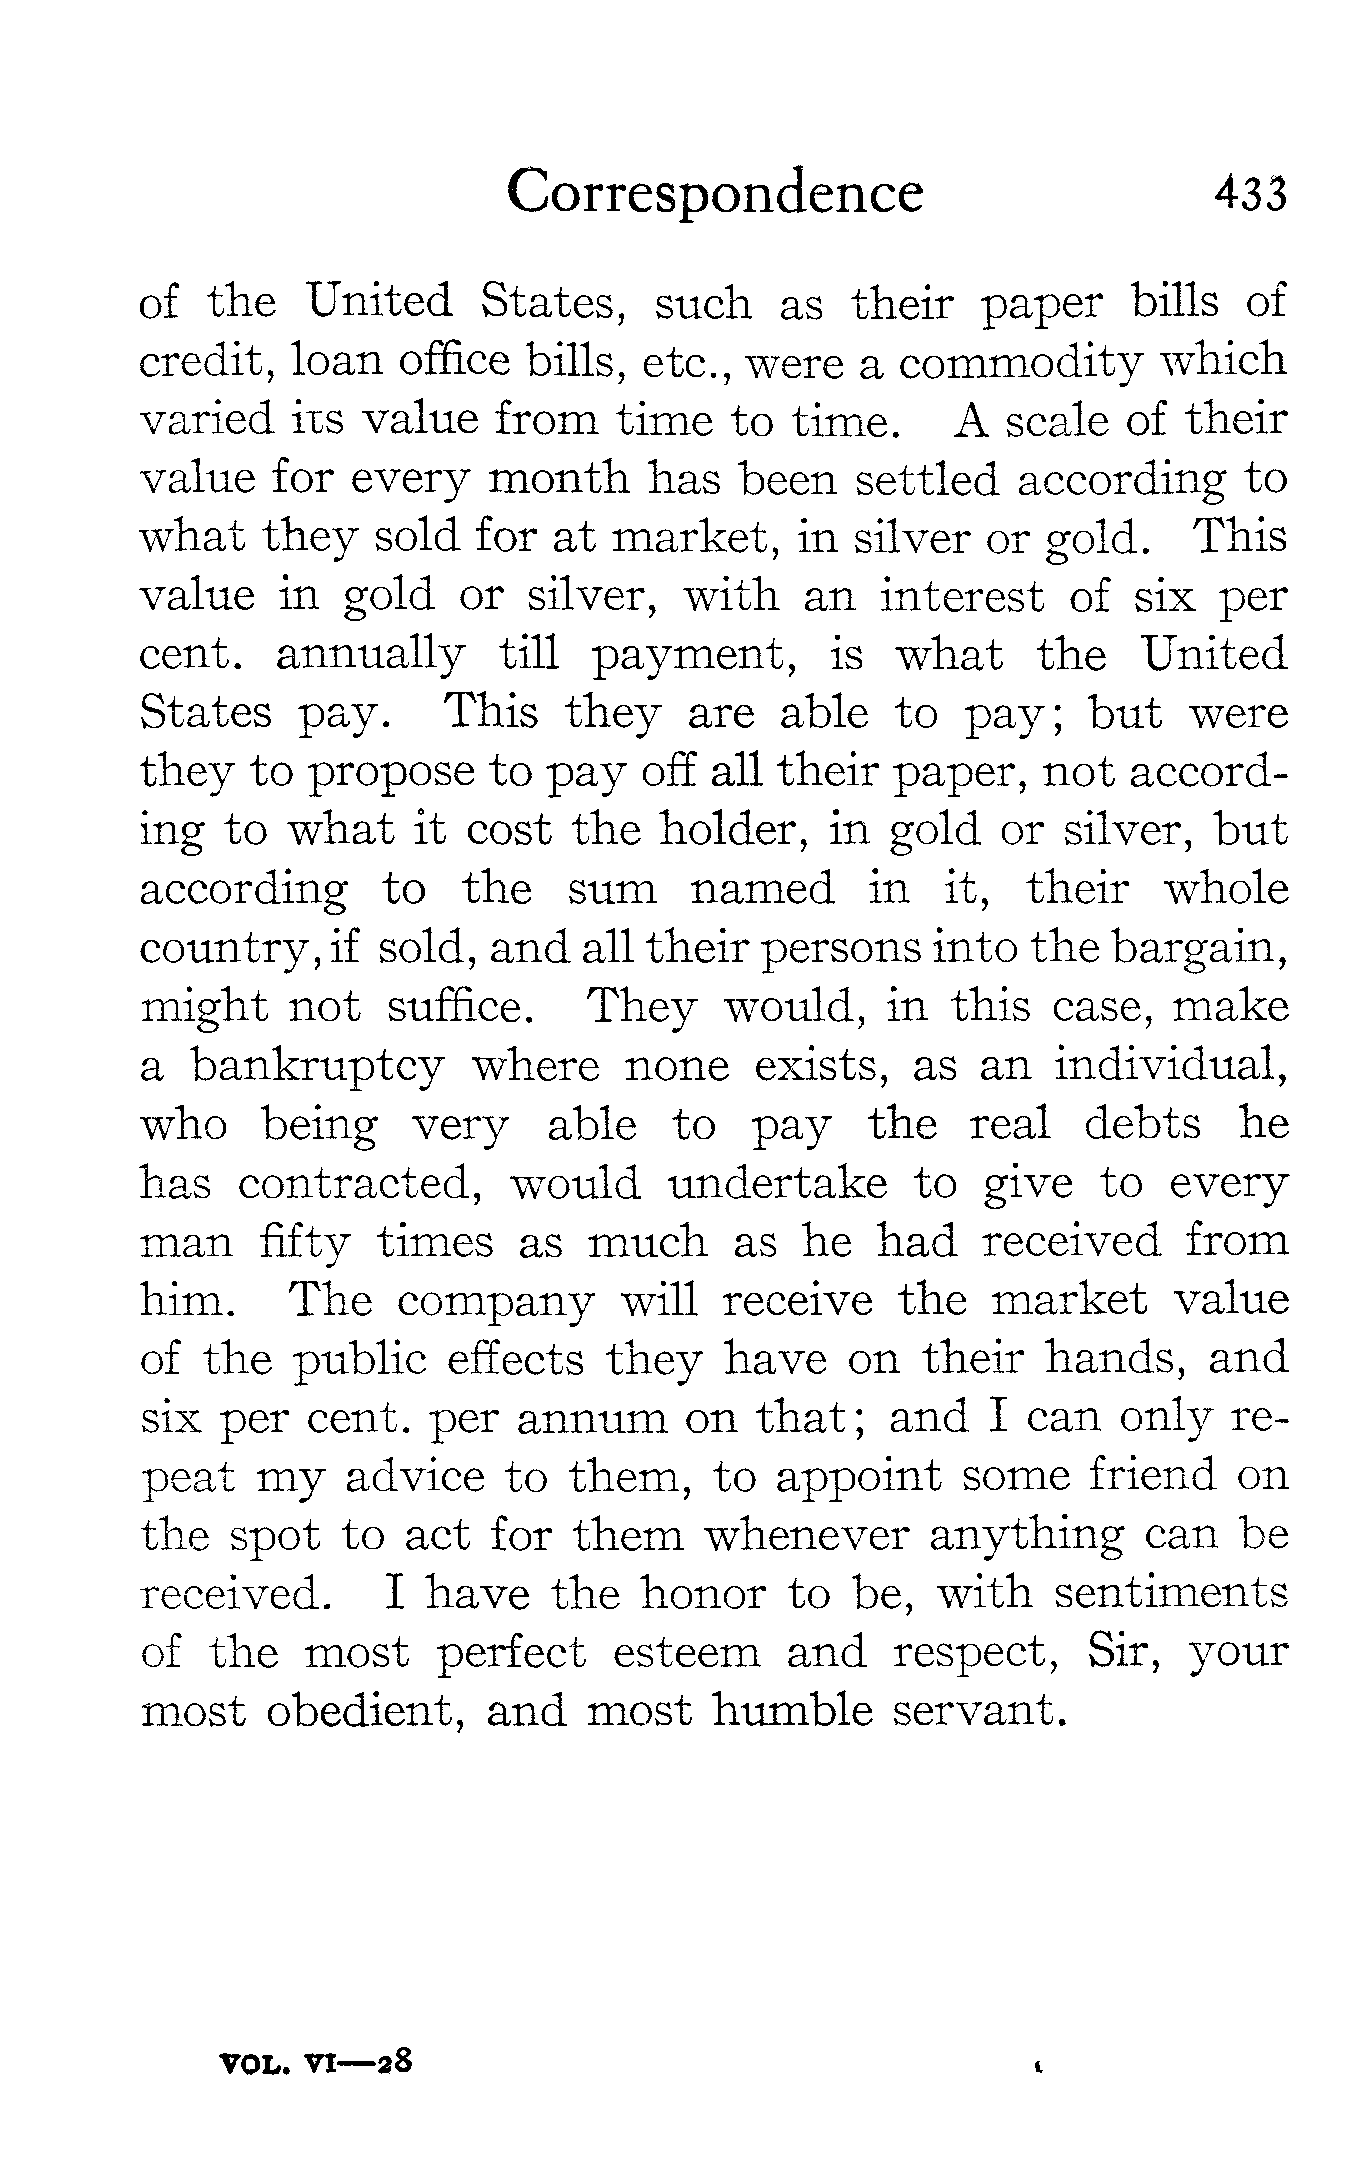 Correspondence 433
of the United States, such as their paper bills of
credit, loan office bills, etc., were a commodity which
varied its value from time to time. A scale of their
value for every month has been settled according to
what they sold for at market, in silver or gold. This
value in gold or silver, with an interest of six per
cent. annually till payment, is what the United
States pay. This they are able to pay; but were
they to propose to pay off all their paper, not accord-
ing to what it cost the holder, in gold or silver, but
according to the sum named in it, their whole
country, if sold, and all their persons into the bargain,
might not suffice. They would, in this case, make
a bankruptcy where none exists, as an individual,
who being very able to pay the real debts he
has contracted, would undertake to give to every
man fifty times as much as he had received from
him. The company will receive the market value
of the public effects they have on their hands, and
six per cent. per annum on that; and I can only re-
peat my advice to them, to appoint some friend on
the spot to act for them whenever anything can be
received. I have the honor to be, with sentiments
of the most perfect esteem and respect, Sir, your
most obedient, and most humble servant.
VOL. VI—28